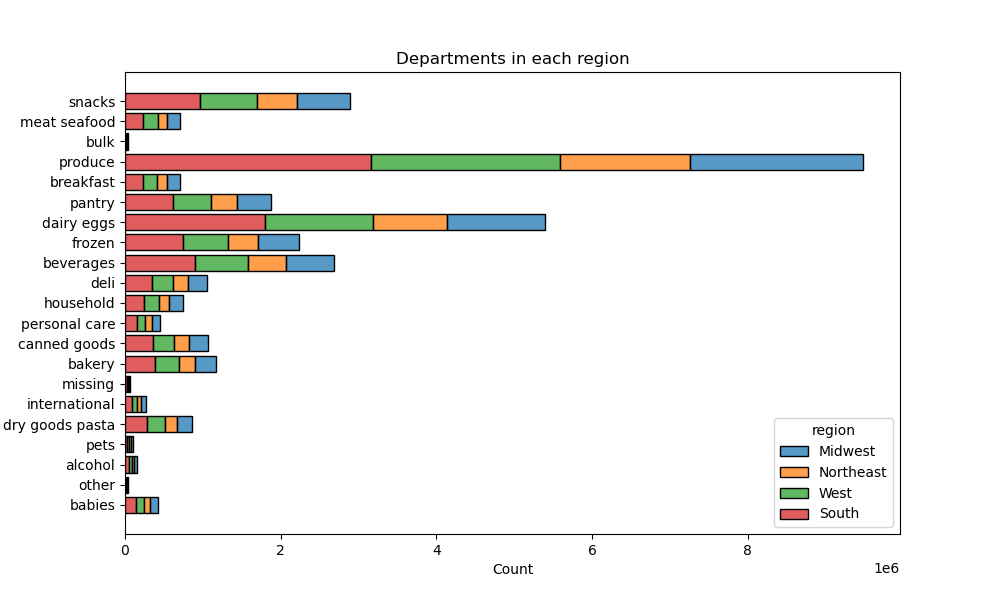 Departments in each region
snacks
meat seafood
bulk
produce
breakfast
pantry
dairy eggs
frozen
beverages
deli
household
personal care
canned goods
bakery
missing
international
dry goods pasta
pets
alcohol
other
babies
region
Midwest
Northeast
West
South
0 2 4 6 8
1e6
Count